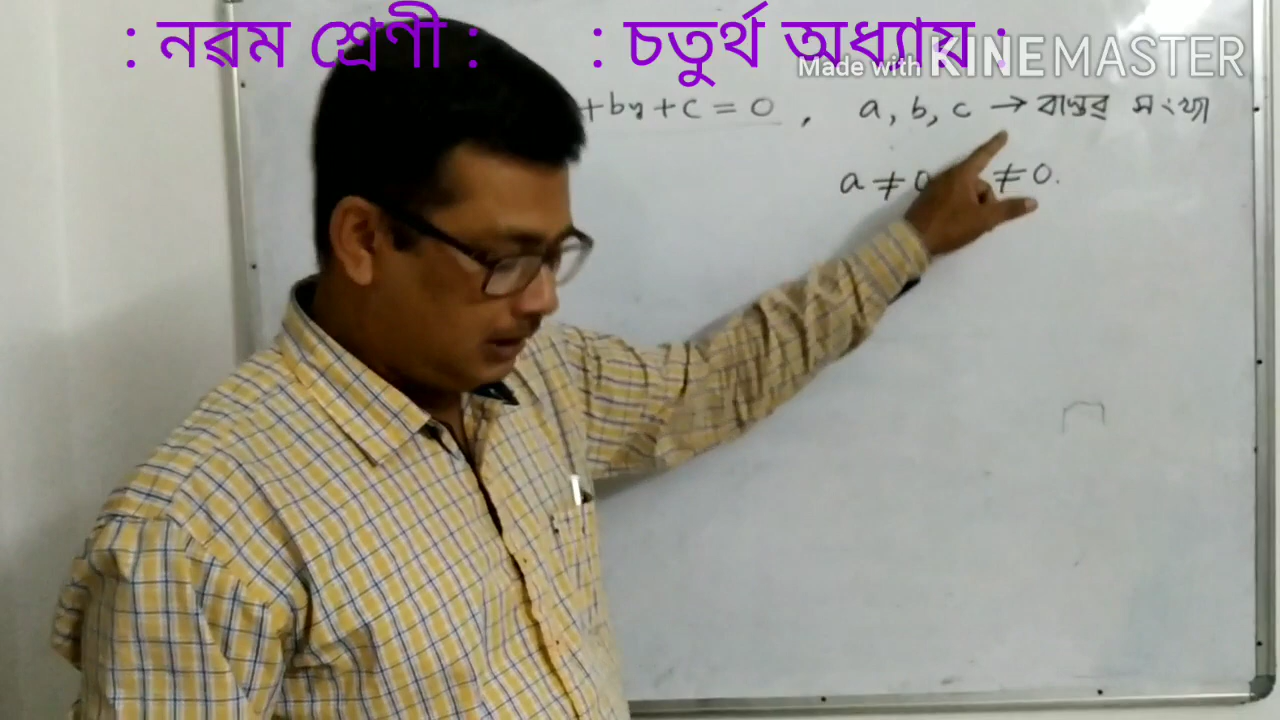 : নৱম শ্রেণী : : চতুৰ্থ অধ্যায় :
Made with KINEMASTER
+by+c=0, a, b, c → বাস্তৱ সংখ্যা
a ≠ 0 ≠ 0.